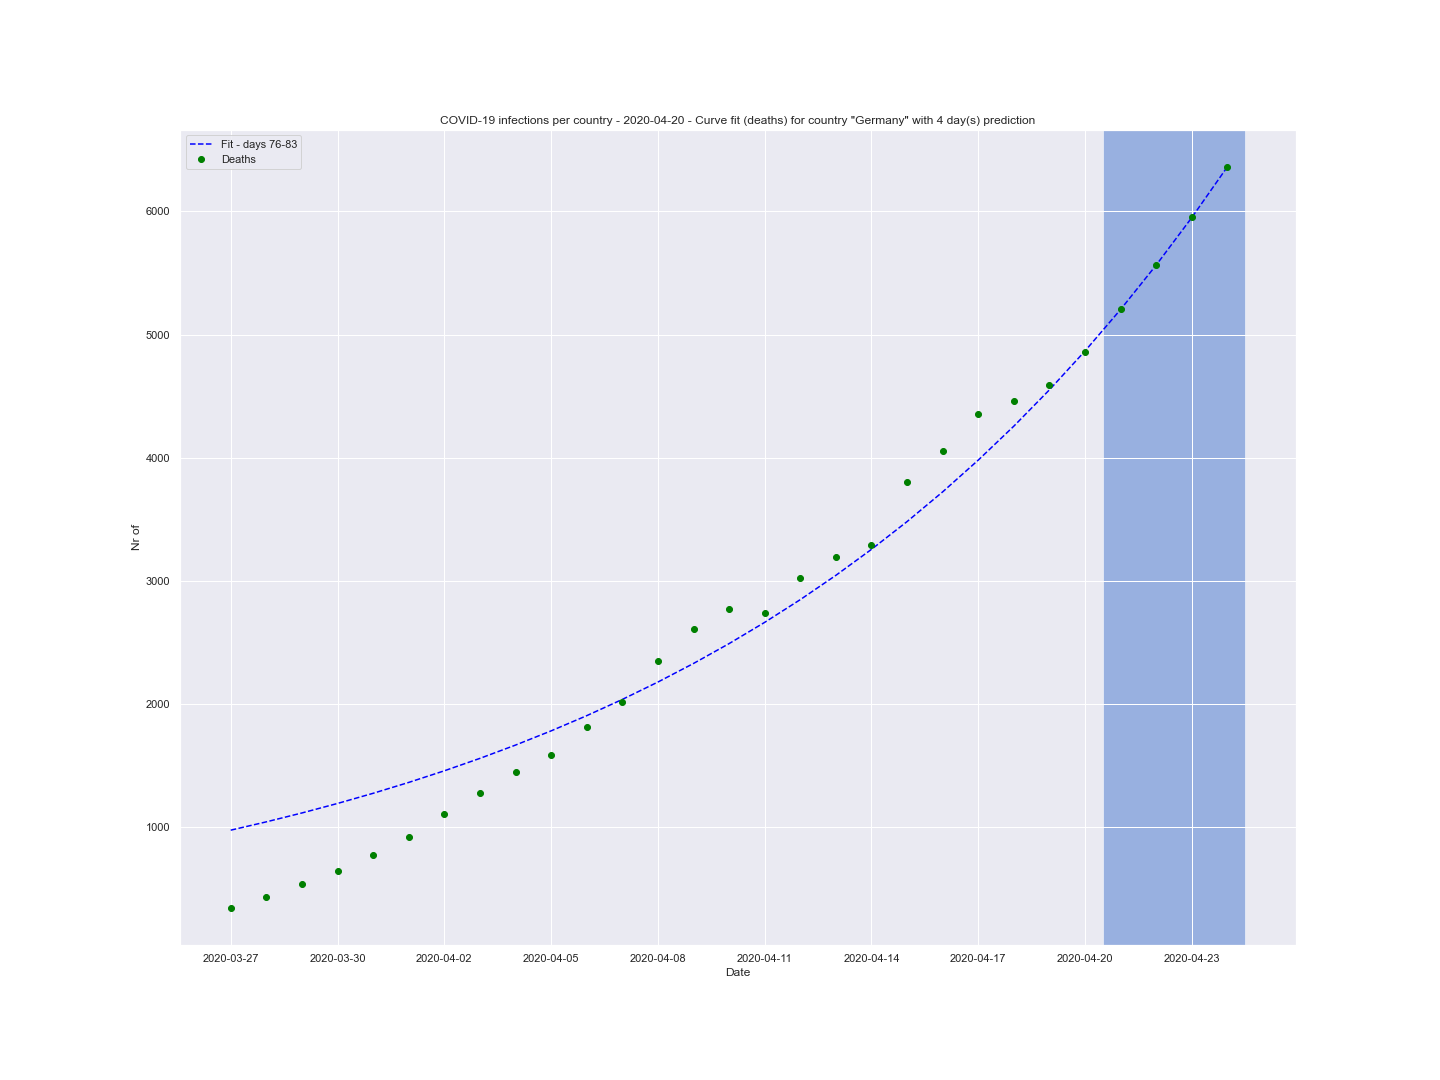 COVID-19 infections per country - 2020-04-20 - Curve fit (deaths) for country "Germany" with 4 day(s) prediction
Fit - days 76-83
Deaths
6000
5000
4000
3000
2000
1000
Nr of
2020-03-27 2020-03-30 2020-04-02 2020-04-05 2020-04-08 2020-04-11 2020-04-14 2020-04-17 2020-04-20 2020-04-23
Date